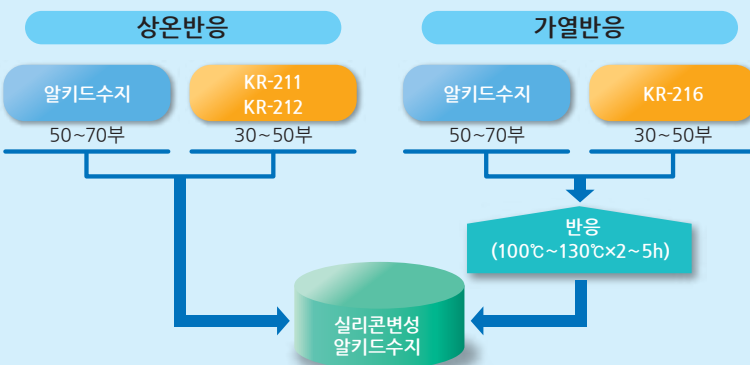 상온반응
알키드수지
KR-211
KR-212
50~70부
30~50부
가열반응
알키드수지
KR-216
50~70부
30~50부
반응
(100℃~130℃×2~5h)
실리콘변성
알키드수지